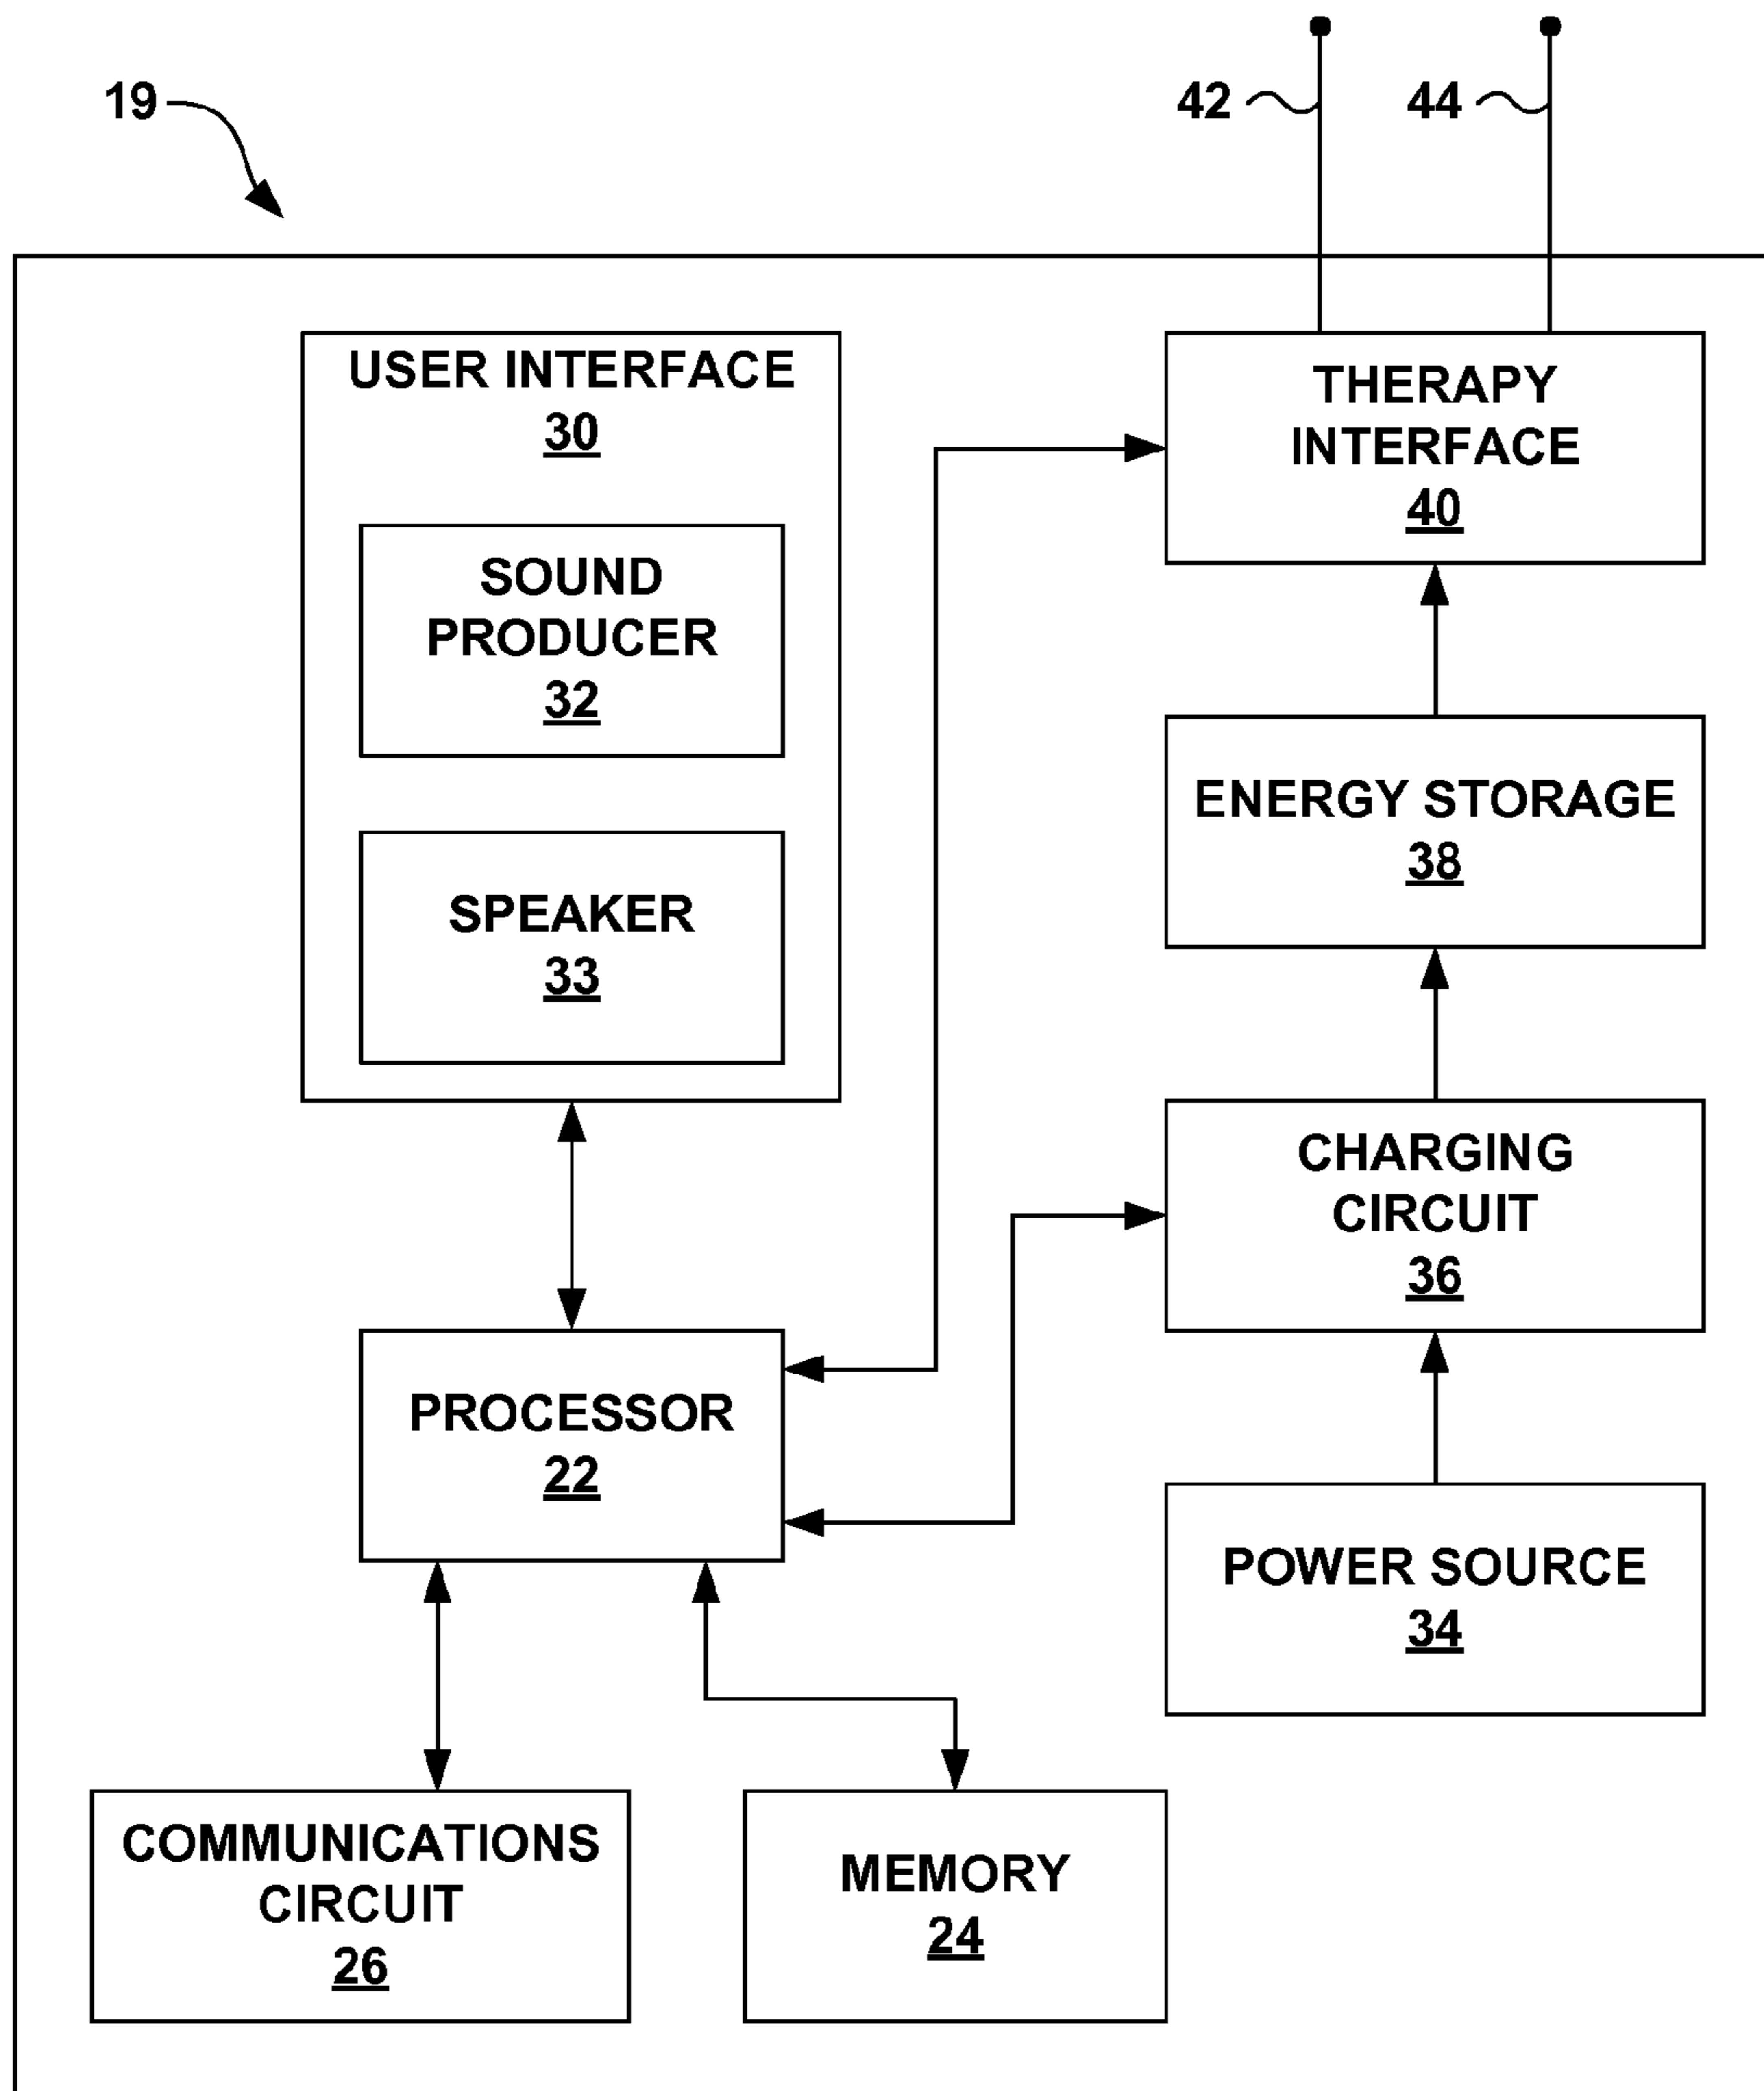 19
42
44
USER INTERFACE
30
SOUND
PRODUCER
32
SPEAKER
33
THERAPY
INTERFACE
40
ENERGY STORAGE
38
CHARGING
CIRCUIT
36
PROCESSOR
22
POWER SOURCE
34
COMMUNICATIONS
CIRCUIT
26
MEMORY
24